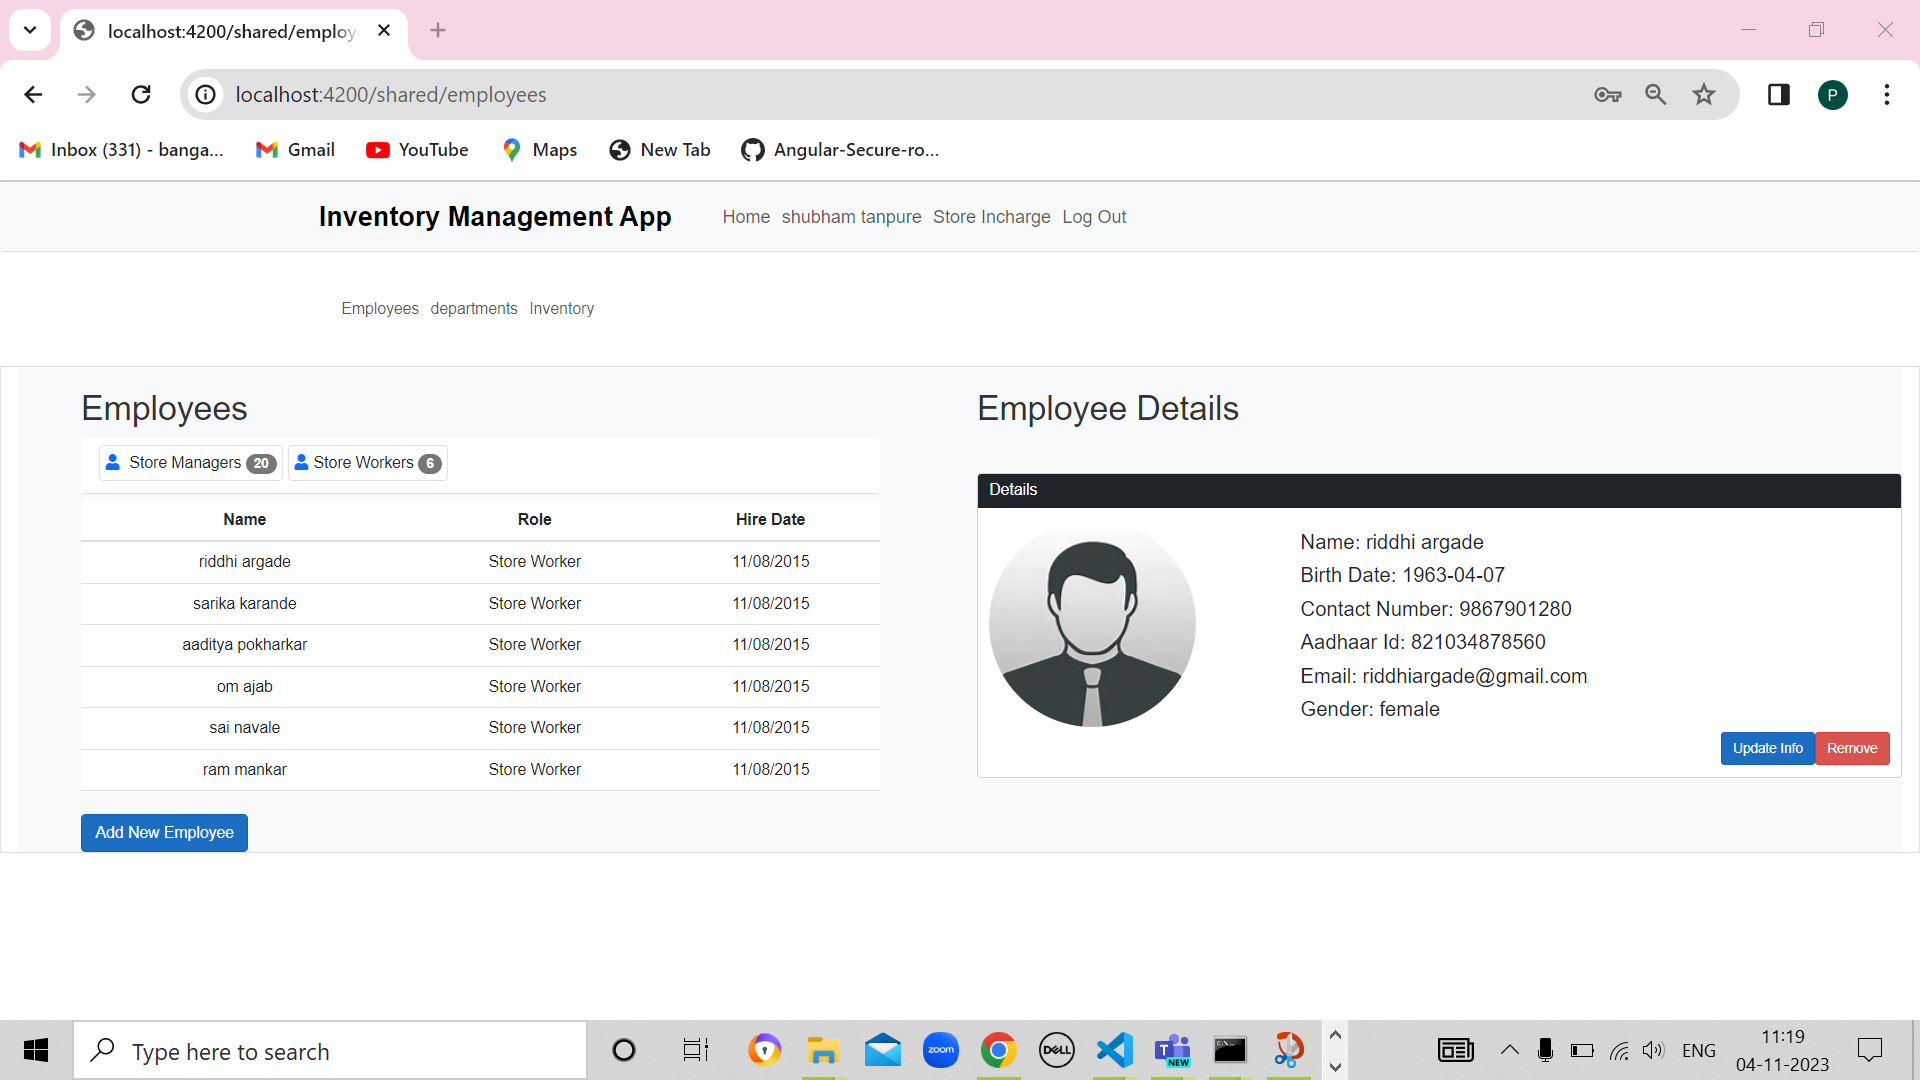 localhost:4200/shared/employ
localhost:4200/shared/employees
P
Inbox (331) - banga...
Gmail
YouTube
Maps
New Tab
Angular-Secure-ro...
Inventory Management App
Home shubham tanpure Store Incharge Log Out
Employees departments Inventory
Employees
Store Managers 20 Store Workers 6
Name Role Hire Date
riddhi argade Store Worker 11/08/2015
sarika karande Store Worker 11/08/2015
aaditya pokharkar Store Worker 11/08/2015
om ajab Store Worker 11/08/2015
sai navale Store Worker 11/08/2015
ram mankar Store Worker 11/08/2015
Add New Employee
Employee Details
Details
Name: riddhi argade
Birth Date: 1963-04-07
Contact Number: 9867901280
Aadhaar Id: 821034878560
Email: riddhiargade@gmail.com
Gender: female
Update Info Remove
Type here to search
zoom
DELL
T
NEW
C:\_
ENG
11:19
04-11-2023